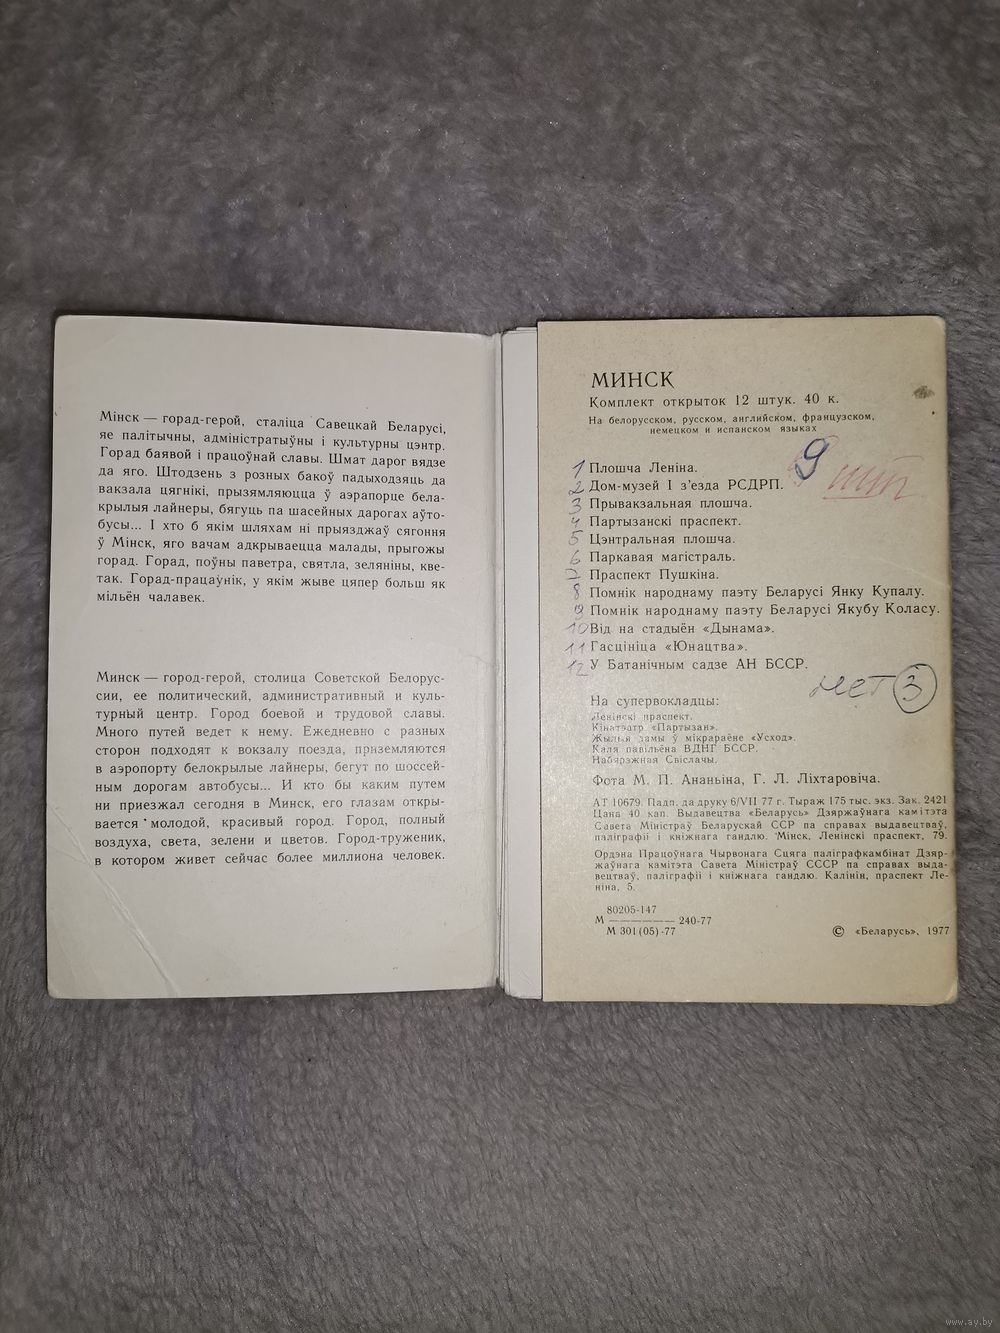 Мінск — горад-герой, сталіца Савецкай Беларусі,
яе палітычны, адміністратыўны і культурны цэнтр.
Горад баявой і працоўнай славы. Шмат дарог вядзе
да яго. Штодзень з розных бакоў падыходзяць да
вакзала цягнікі, прызямляюцца ў аэрапорце бела-
крылыя лайнеры, бягуць па шасейных дарогах аўто-
бусы... І хто б якім шляхам ні прыязджаў сягоння
ў Мінск, яго вачам адкрываецца малады, прыгожы
горад. Горад, поўны паветра, святла, зеляніны, кве-
так. Горад-працаўнік, у якім жыве цяпер больш як
мільён чалавек.
Минск — город-герой, столица Советской Белорус-
сии, ее политический, административный и куль-
турный центр. Город боевой и трудовой славы.
Много путей ведет к нему. Ежедневно с разных
сторон подходят к вокзалу поезда, приземляются
в аэропорту белокрылые лайнеры, бегут по шоссей-
ным дорогам автобусы... И кто бы каким путем
ни приезжал сегодня в Минск, его глазам откры-
вается молодой, красивый город. Город, полный
воздуха, света, зелени и цветов. Город-труженик,
в котором живет сейчас более миллиона человек.
МИНСК
Комплект открыток 12 штук. 40 к.
На белорусском, русском, английском, французском,
немецком и испанском языках
9 шт
1 Плошча Леніна.
2 Дом-музей І з'езда РСДРП.
3 Прывакзальная плошча.
4 Партызанскі праспект.
5 Цэнтральная плошча.
6 Паркавая магістраль.
7 Праспект Пушкіна.
8 Помнік народнаму паэту Беларусі Янку Купалу.
9 Помнік народнаму паэту Беларусі Якубу Коласу.
10 Від на стадыён «Дынама».
11 Гасцініца «Юнацтва».
12 У Батанічным садзе АН БССР.
нет 3
На супервокладцы:
Ленінскі праспект.
Кінатэатр «Партызан».
Жылыя дамы ў мікрараёне «Усход».
Каля павільёна ВДНГ БССР.
Набярэжная Свіслачы.
Фота М. П. Ананьіна, Г. Л. Ліхтаровіча.
АТ 10679. Падп. да друку 6/VII 77 г. Тыраж 175 тыс. экз. Зак. 2421
Цана 40 кап. Выдавецтва «Беларусь» Дзяржаўнага камітэта
Савета Міністраў Беларускай ССР па справах выдавецтваў,
паліграфіі і кніжнага гандлю. Мінск, Ленінскі праспект, 79.
Ордэна Працоўнага Чырвонага Сцяга паліграфкамбінат Дзяр-
жаўнага камітэта Савета Міністраў СССР па справах выда-
вецтваў, паліграфіі і кніжнага гандлю. Калінін, праспект Ле-
ніна, 5.
80205-147
М ———— 240-77
М 301(05)-77
© «Беларусь», 1977
www.ay.by